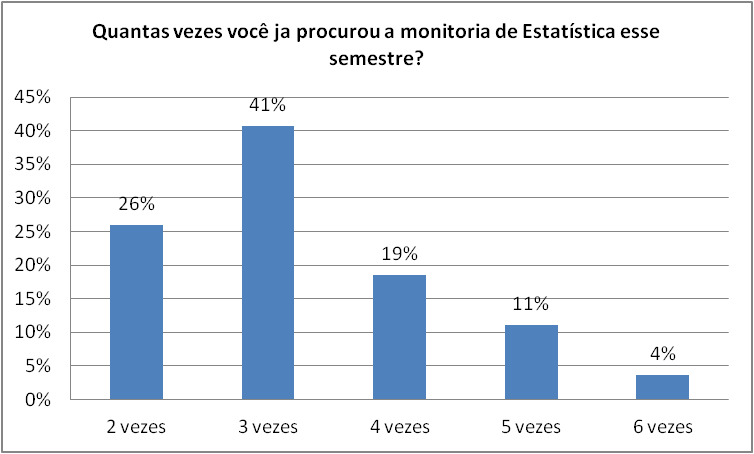 Quantas vezes você ja procurou a monitoria de Estatística esse
semestre?
45%
40%
35%
30%
25%
20%
15%
10%
5%
0%
26%
41%
19%
11%
4%
2 vezes
3 vezes
4 vezes
5 vezes
6 vezes